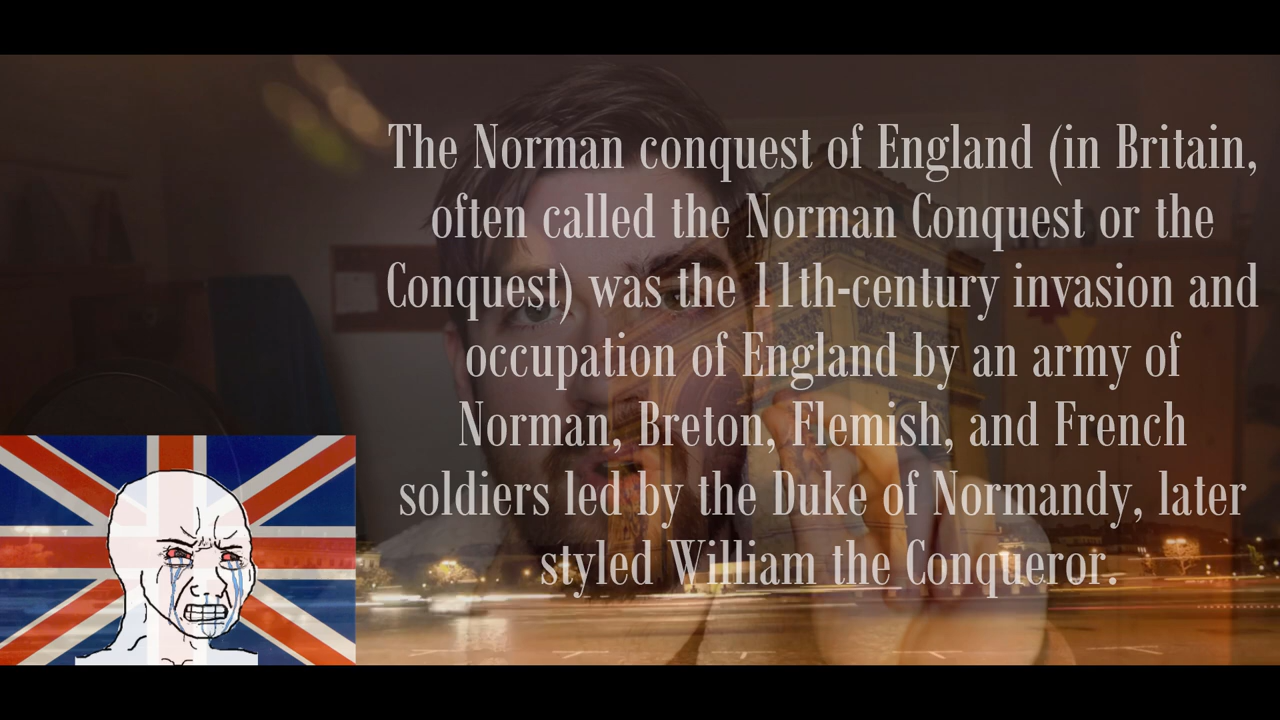 The Norman conquest of England (in Britain,
often called the Norman Conquest or the
Conquest) was the 11th-century invasion and
occupation of England by an army of
Norman, Breton, Flemish, and French
soldiers led by the Duke of Normandy, later
styled William the Conqueror.